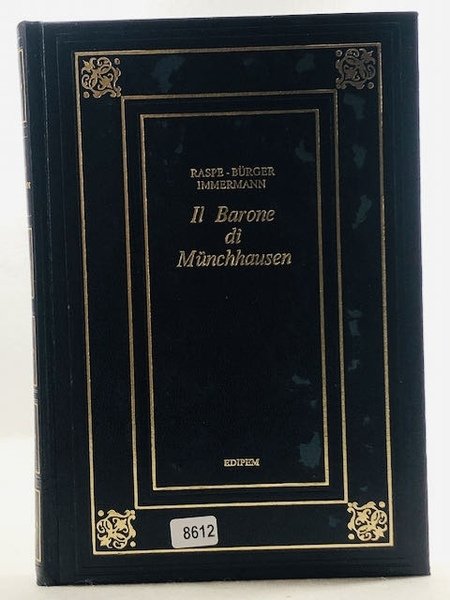 RASPE - BÜRGER
IMMERMANN
Il Barone
di
Münchhausen
EDIPEM
8612